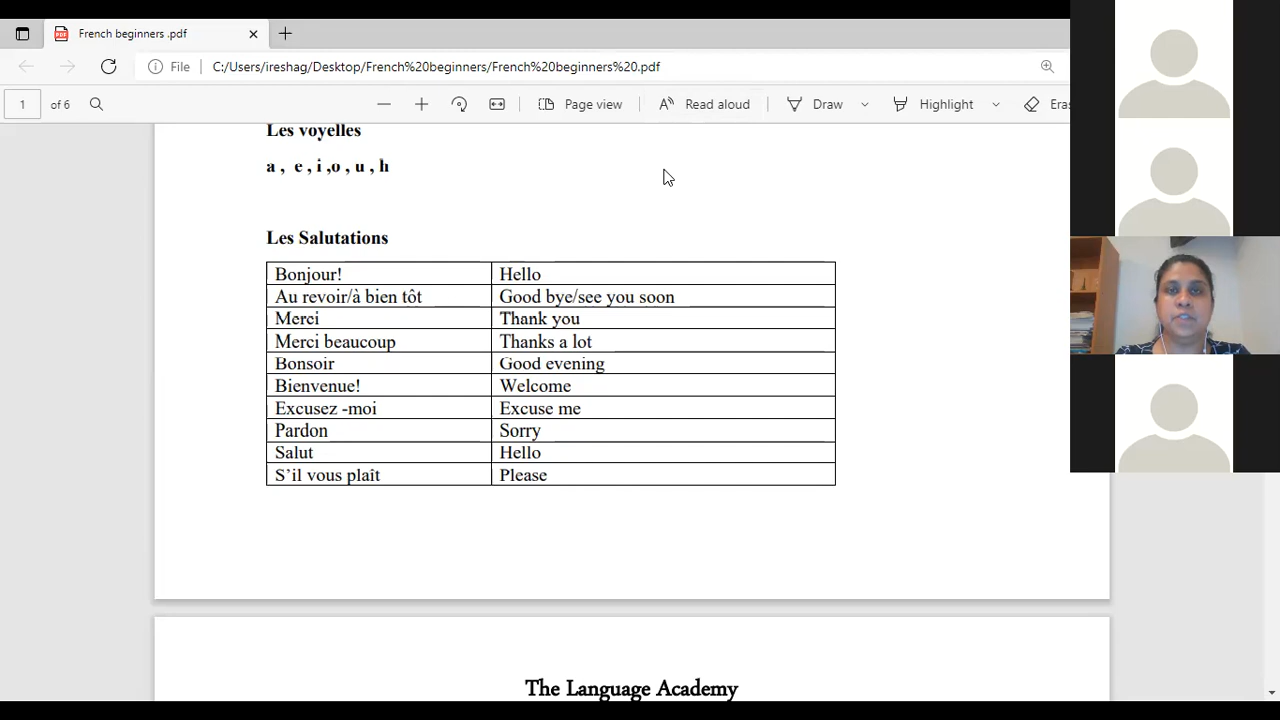 French beginners .pdf
File C:/Users/ireshag/Desktop/French%20beginners/French%20beginners%20.pdf
1 of 6 Page view Read aloud Draw Highlight Eras
Les voyelles
a , e , i ,o , u , h
Les Salutations
Bonjour! Hello
Au revoir/à bien tôt Good bye/see you soon
Merci Thank you
Merci beaucoup Thanks a lot
Bonsoir Good evening
Bienvenue! Welcome
Excusez -moi Excuse me
Pardon Sorry
Salut Hello
S’il vous plaît Please
The Language Academy